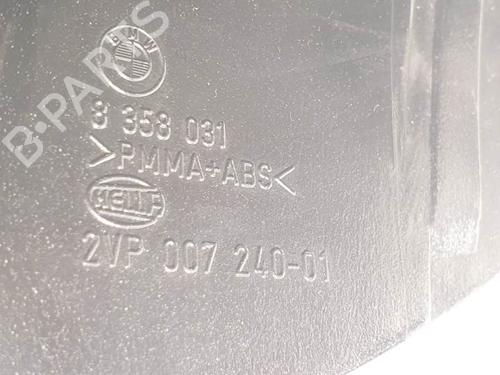 BMW
8 358 031
>PMMA+ABS<
HELLA
2VP 007 240-01
B-PARTS